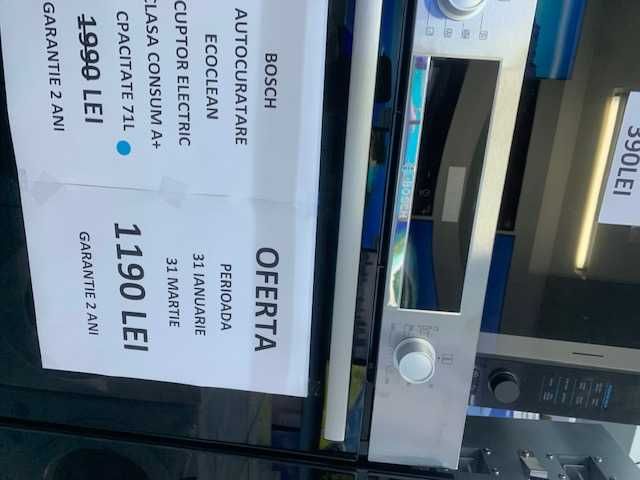 BOSCH
AUTOCURATARE
ECOCLEAN
CUPTOR ELECTRIC
CLASA CONSUM A+
CPACITATE 71L
1990 LEI
GARANTIE 2 ANI
OFERTA
PERIOADA
31 IANUARIE
31 MARTIE
1190 LEI
GARANTIE 2 ANI
BOSCH
390LEI